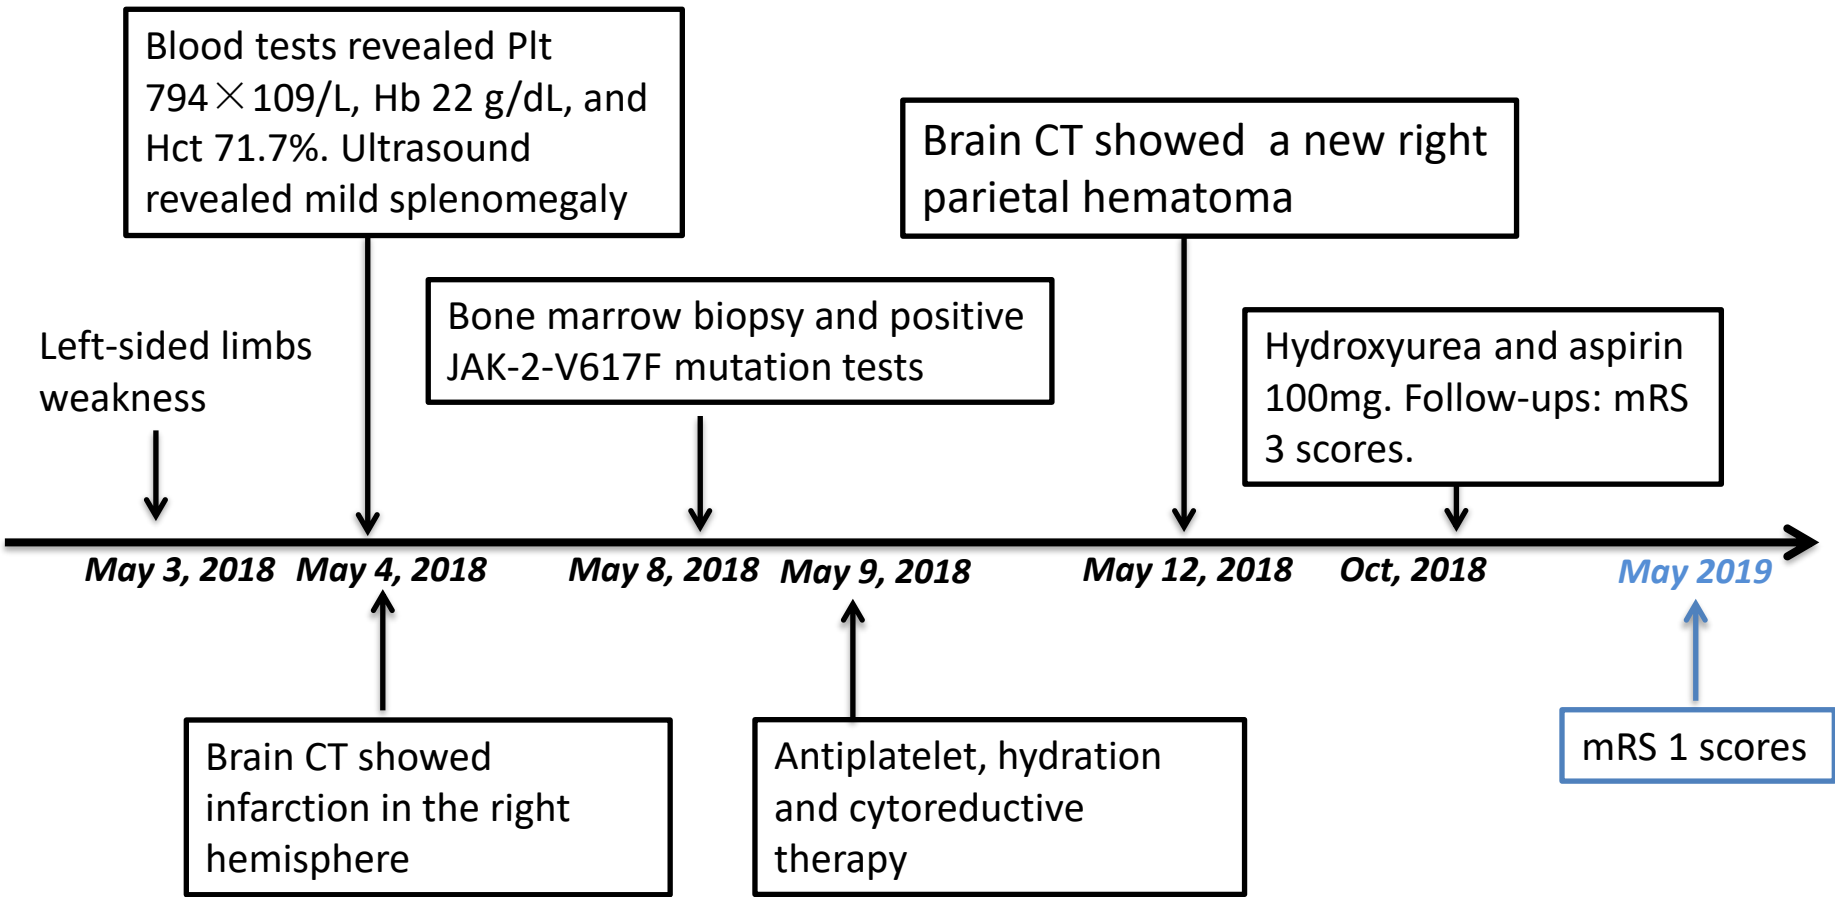 Blood tests revealed Plt
794×109/L, Hb 22 g/dL, and
Hct 71.7%. Ultrasound
revealed mild splenomegaly
Brain CT showed  a new right
parietal hematoma
Left-sided limbs
weakness
Bone marrow biopsy and positive
JAK-2-V617F mutation tests
Hydroxyurea and aspirin
100mg. Follow-ups: mRS
3 scores.
May 3, 2018 May 4, 2018 May 8, 2018 May 9, 2018 May 12, 2018 Oct, 2018 May 2019
Brain CT showed
infarction in the right
hemisphere
Antiplatelet, hydration
and cytoreductive
therapy
mRS 1 scores